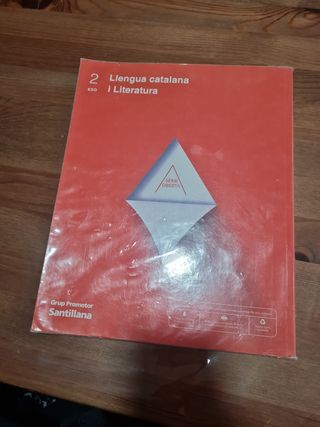 2
ESO
Llengua catalana
i Literatura
SÈRIE
OBERTA
Grup Promotor
Santillana